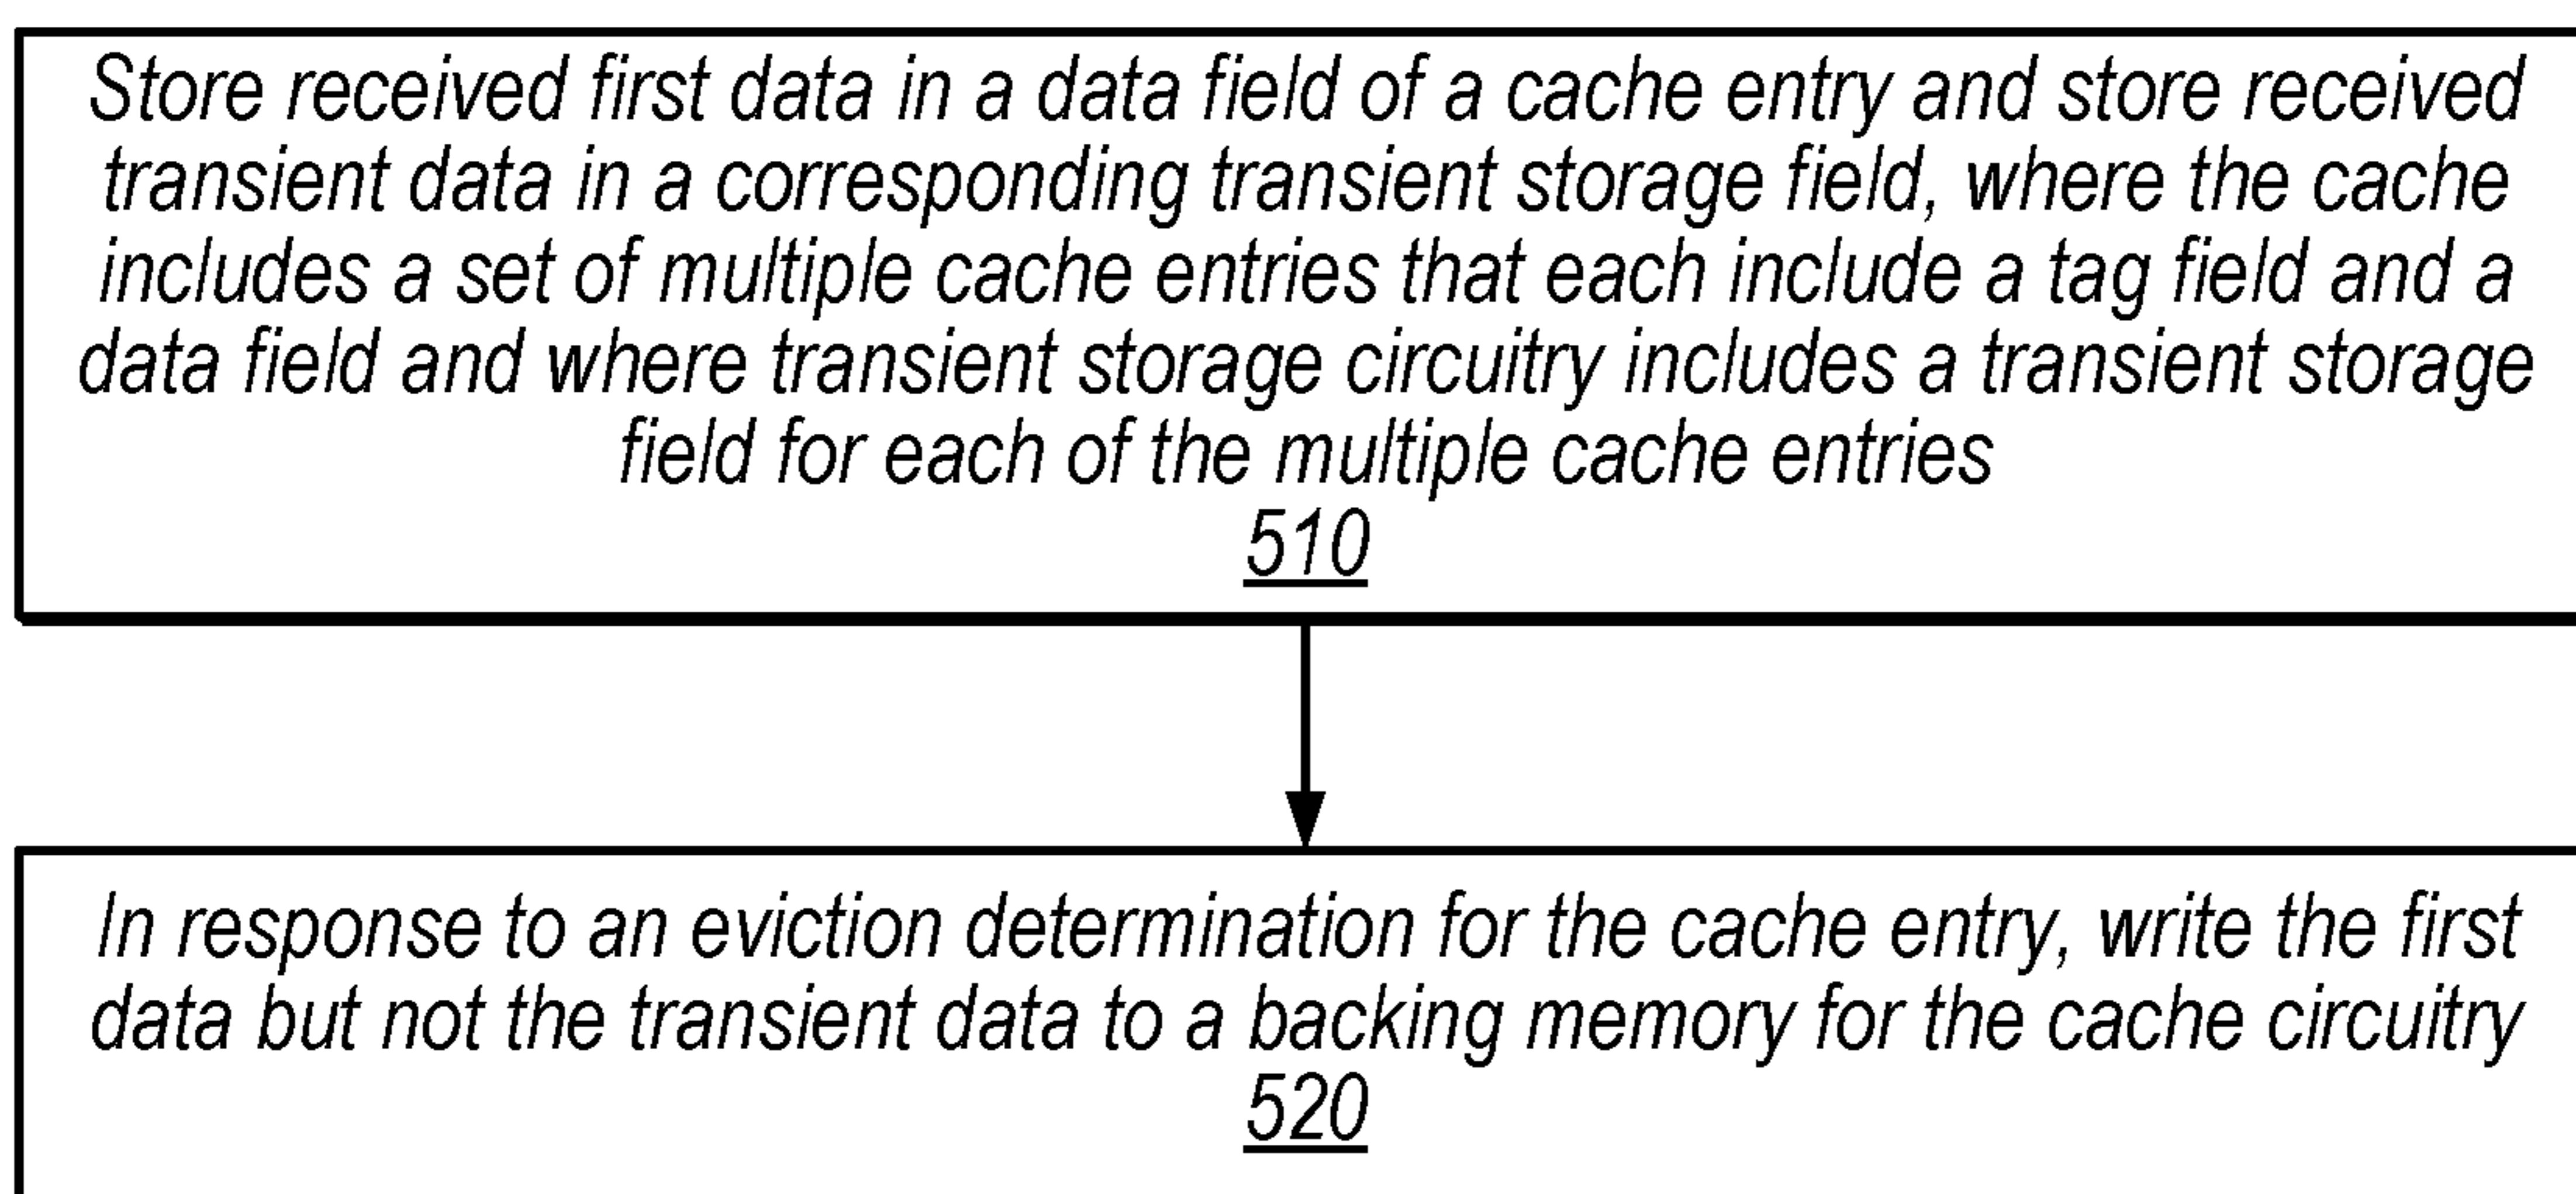 Store received first data in a data field of a cache entry and store received
transient data in a corresponding transient storage field, where the cache
includes a set of multiple cache entries that each include a tag field and a
data field and where transient storage circuitry includes a transient storage
field for each of the multiple cache entries
510
In response to an eviction determination for the cache entry, write the first
data but not the transient data to a backing memory for the cache circuitry
520